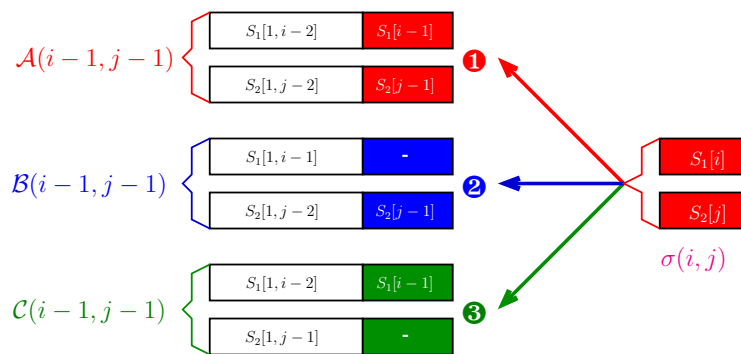 𝒜(i − 1, j − 1)
S₁[1, i−2] S₁[i−1]
S₂[1, j−2] S₂[j−1]
❶
ℬ(i − 1, j − 1)
S₁[1, i−1] -
S₂[1, j−2] S₂[j−1]
❷
𝒞(i − 1, j − 1)
S₁[1, i−2] S₁[i−1]
S₂[1, j−1] -
❸
S₁[i]
S₂[j]
σ(i, j)